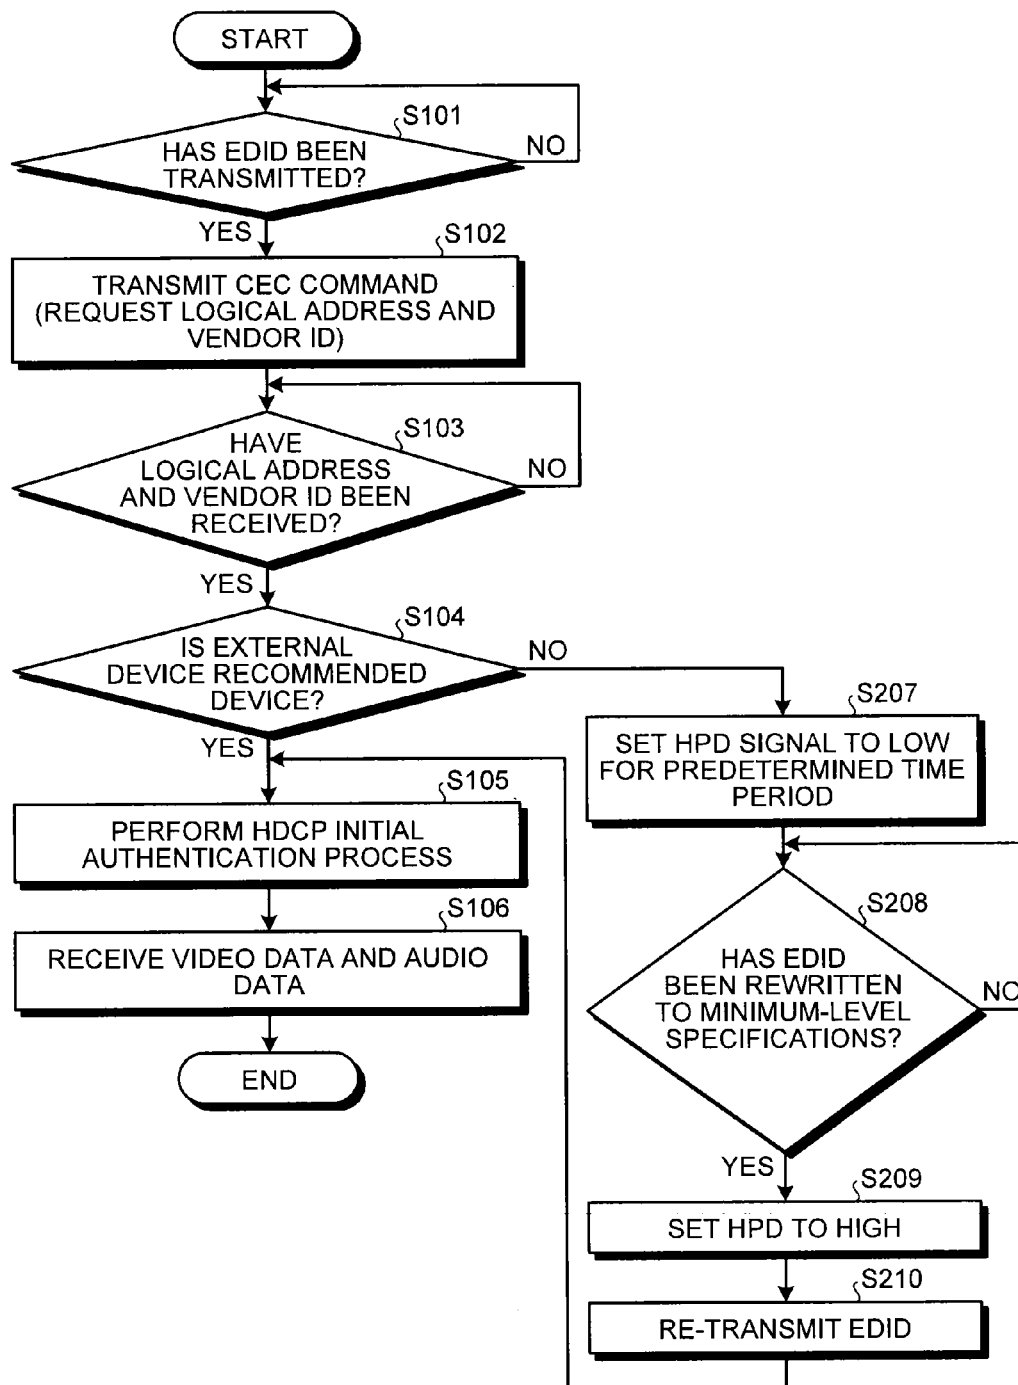 START
S101
HAS EDID BEEN
TRANSMITTED?
NO
YES
S102
TRANSMIT CEC COMMAND
(REQUEST LOGICAL ADDRESS AND
VENDOR ID)
S103
HAVE
LOGICAL ADDRESS
AND VENDOR ID BEEN
RECEIVED?
NO
YES
S104
IS EXTERNAL
DEVICE RECOMMENDED
DEVICE?
NO
YES
S105
PERFORM HDCP INITIAL
AUTHENTICATION PROCESS
S106
RECEIVE VIDEO DATA AND AUDIO
DATA
END
S207
SET HPD SIGNAL TO LOW
FOR PREDETERMINED TIME
PERIOD
S208
HAS EDID
BEEN REWRITTEN
TO MINIMUM-LEVEL
SPECIFICATIONS?
NO
YES
S209
SET HPD TO HIGH
S210
RE-TRANSMIT EDID